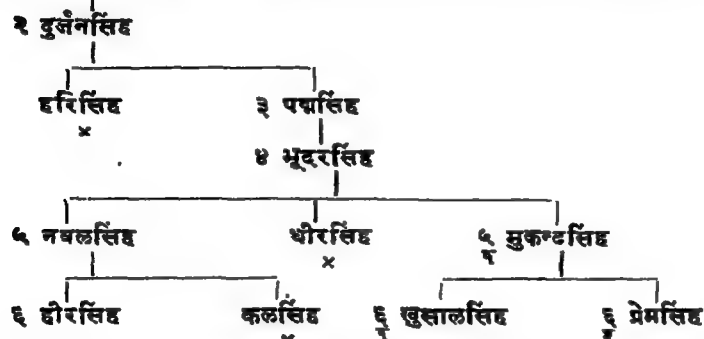 २ दुर्जनसिंह
हरिसिंह ३ पद्मसिंह
×
४ भूदरसिंह
५ नवलसिंह धीरसिंह ५ मुकन्दसिंह
×
६ हीरसिंह कलसिंह ६ खुसालसिंह ६ प्रेमसिंह
×